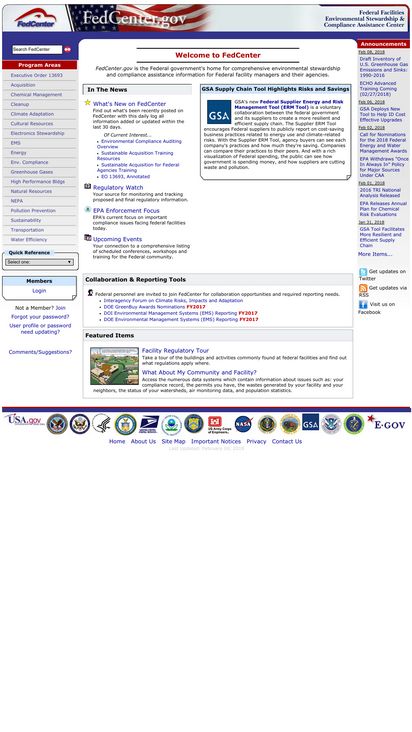 FedCenter
FedCenter.gov
Federal Facilities
Environmental Stewardship &
Compliance Assistance Center
Search FedCenter
GO
Program Areas
Executive Order 13693
Acquisition
Chemical Management
Cleanup
Climate Adaptation
Cultural Resources
Electronics Stewardship
EMS
Energy
Env. Compliance
Greenhouse Gases
High Performance Bldgs
Natural Resources
NEPA
Pollution Prevention
Sustainability
Transportation
Water Efficiency
Quick Reference
Select one:
Members
Login
Not a Member? Join
Forgot your password?
User profile or password
need updating?
Comments/Suggestions?
Welcome to FedCenter
FedCenter.gov is the Federal government's home for comprehensive environmental stewardship
and compliance assistance information for Federal facility managers and their agencies.
In The News
What's New on FedCenter
Find out what's been recently posted on
FedCenter with this daily log all
information added or updated within the
last 30 days.
Of Current Interest...
Environmental Compliance Auditing
Overview
Sustainable Acquisition Training
Resources
Sustainable Acquisition for Federal
Agencies Training
EO 13693, Annotated
Regulatory Watch
Your source for monitoring and tracking
proposed and final regulatory information.
EPA Enforcement Focus
EPA's current focus on important
compliance issues facing federal facilities
today.
Upcoming Events
Your connection to a comprehensive listing
of scheduled conferences, workshops and
training for the Federal community.
GSA Supply Chain Tool Highlights Risks and Savings
GSA
GSA's new Federal Supplier Energy and Risk
Management Tool (ERM Tool) is a voluntary
collaboration between the federal government
and its suppliers to create a more resilient and
efficient supply chain. The Supplier ERM Tool
encourages Federal suppliers to publicly report on cost-saving
business practices related to energy use and climate-related
risks. With the Supplier ERM Tool, agency buyers can see each
company's practices and how much they're saving. Companies
can compare their practices to their peers. And with a rich
visualization of Federal spending, the public can see how
government is spending money, and how suppliers are cutting
waste and pollution.
Collaboration & Reporting Tools
Federal personnel are invited to join FedCenter for collaboration opportunities and required reporting needs.
Interagency Forum on Climate Risks, Impacts and Adaptation
DOE GreenBuy Awards Nominations FY2017
DOI Environmental Management Systems (EMS) Reporting FY2017
DOE Environmental Management Systems (EMS) Reporting FY2017
Featured Items
Facility Regulatory Tour
Take a tour of the buildings and activities commonly found at federal facilities and find out
what regulations apply where.
What About My Community and Facility?
Access the numerous data systems which contain information about issues such as: your
compliance record, the permits you have, the wastes generated by your facility and your
neighbors, the status of your watersheds, air monitoring data, and population statistics.
Announcements
Feb 08, 2018
Draft Inventory of
U.S. Greenhouse Gas
Emissions and Sinks:
1990-2016
ECHO Advanced
Training Coming
(02/27/2018)
Feb 06, 2018
GSA Develops New
Tool to Help ID Cost
Effective Upgrades
Feb 02, 2018
Call for Nominations
for the 2018 Federal
Energy and Water
Management Awards
EPA Withdraws "Once
in Always In" Policy
for Major Sources
Under CAA
Feb 01, 2018
2016 TRI National
Analysis Released
EPA Releases Annual
Plan for Chemical
Risk Evaluations
Jan 31, 2018
GSA Tool Facilitates
More Resilient and
Efficient Supply
Chain
More Items...
Get updates on
Twitter
Get updates via
RSS
Visit us on
Facebook
USA.gov
US Army Corps
of Engineers
NASA
GSA
E-GOV
Home About Us Site Map Important Notices Privacy Contact Us